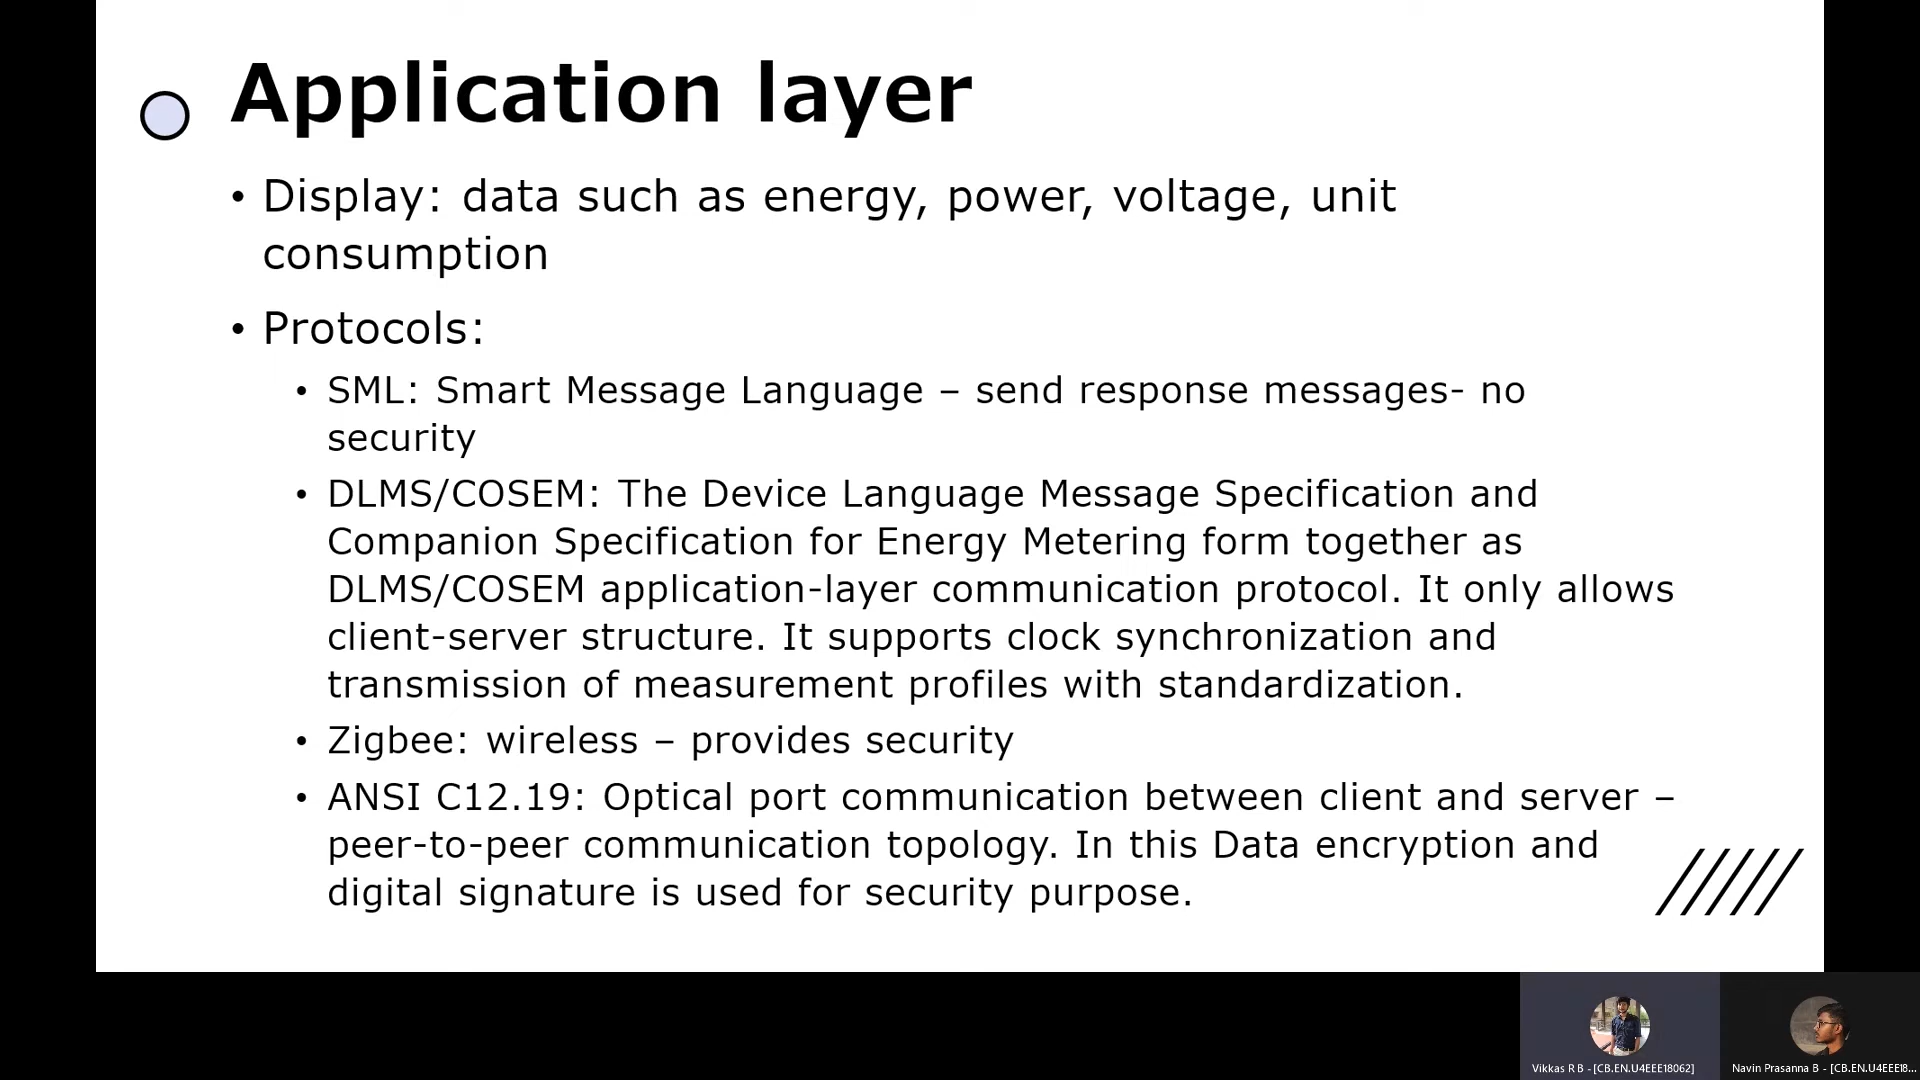 Application layer
• Display: data such as energy, power, voltage, unit
consumption
• Protocols:
• SML: Smart Message Language – send response messages- no
security
• DLMS/COSEM: The Device Language Message Specification and
Companion Specification for Energy Metering form together as
DLMS/COSEM application-layer communication protocol. It only allows
client-server structure. It supports clock synchronization and
transmission of measurement profiles with standardization.
• Zigbee: wireless – provides security
• ANSI C12.19: Optical port communication between client and server –
peer-to-peer communication topology. In this Data encryption and
digital signature is used for security purpose.
Vikkas R B - [CB.EN.U4EEE18062]
Navin Prasanna B - [CB.EN.U4EEE18...